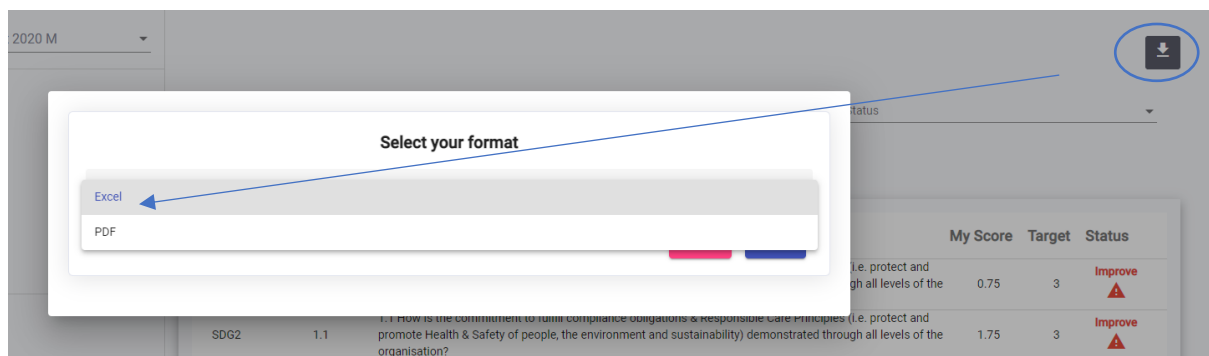 2020 M
Status
Select your format
Excel
PDF
My Score Target Status
(i.e. protect and
gh all levels of the 0.75 3 Improve
1.1 How is the commitment to fulfill compliance obligations & Responsible Care Principles (i.e. protect and
SDG2 1.1 promote Health & Safety of people, the environment and sustainability) demonstrated through all levels of the 1.75 3 Improve
organisation?